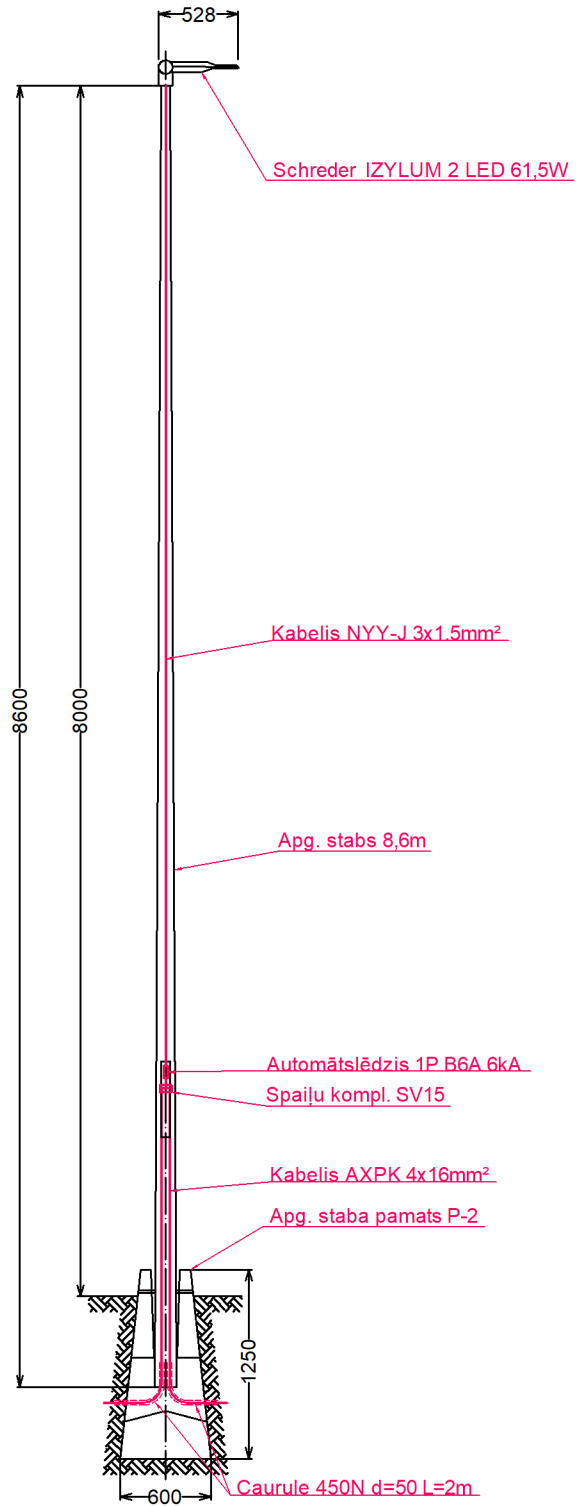 528
Schreder IZYLUM 2 LED 61,5W
Kabelis NYY-J 3x1.5mm²
8600
8000
Apg. stabs 8,6m
Automātslēdzis 1P B6A 6kA
Spaiļu kompl. SV15
Kabelis AXPK 4x16mm²
Apg. staba pamats P-2
1250
Caurule 450N d=50 L=2m
600